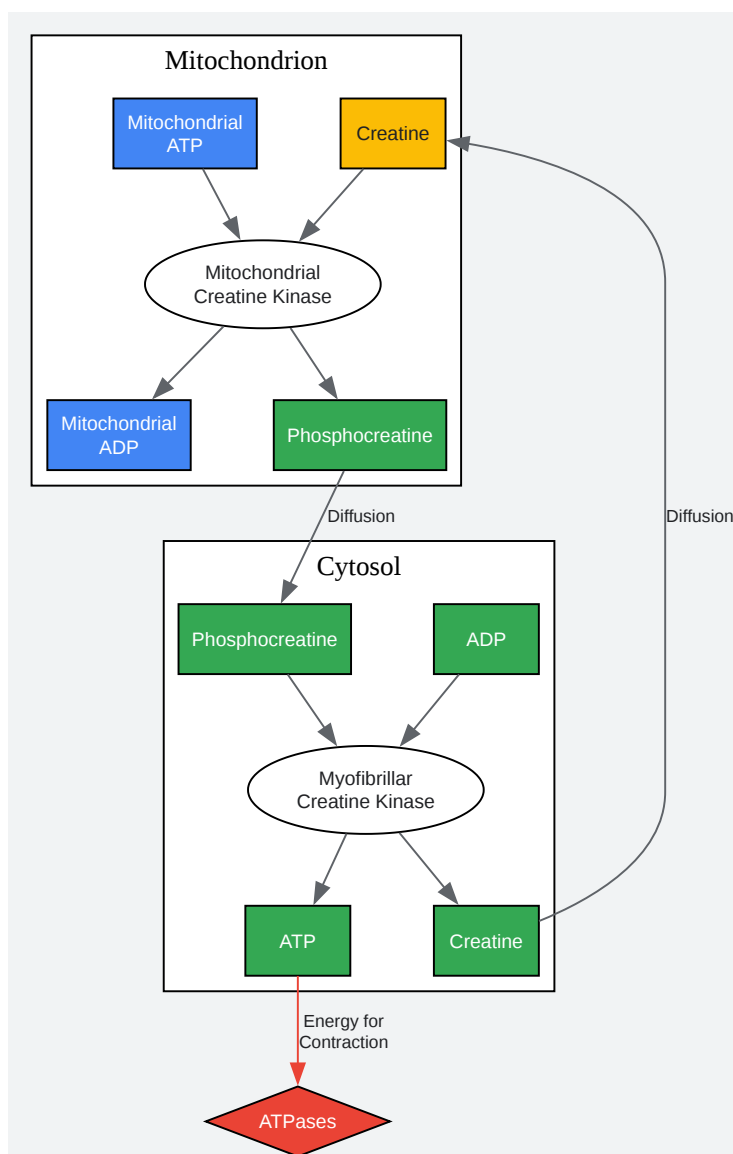 Mitochondrion
Mitochondrial
ATP
Creatine
Mitochondrial
Creatine Kinase
Mitochondrial
ADP
Phosphocreatine
Diffusion
Diffusion
Cytosol
Phosphocreatine
ADP
Myofibrillar
Creatine Kinase
ATP
Creatine
Energy for
Contraction
ATPases